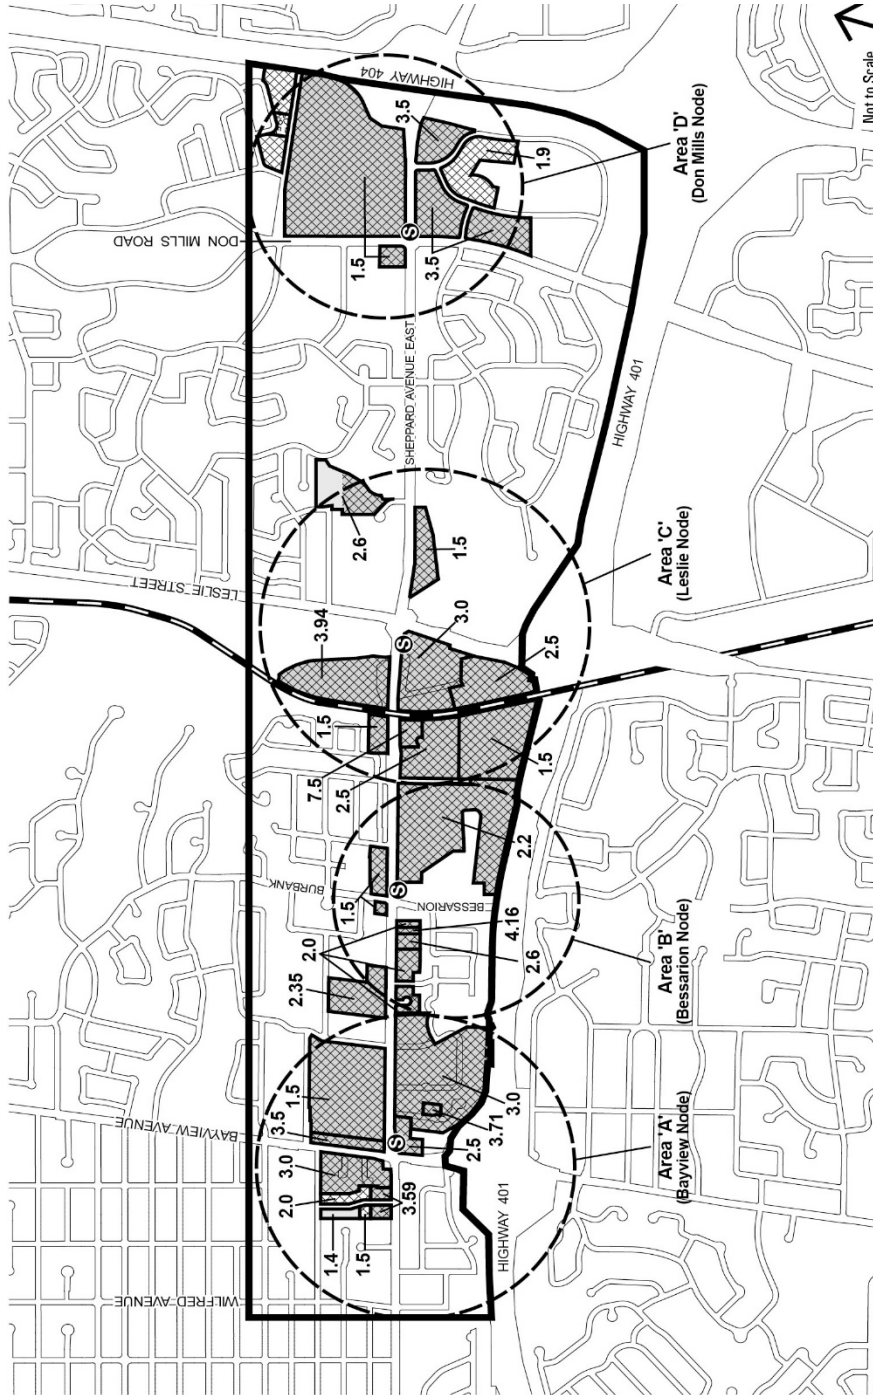 Not to Scale
HIGHWAY 404
DON MILLS ROAD
3.5
1.9
1.5
3.5
S
Area 'D'
(Don Mills Node)
SHEPPARD AVENUE EAST
HIGHWAY 401
LESLIE STREET
2.6
1.5
Area 'C'
(Leslie Node)
3.94
S
3.0
2.5
1.5
7.5
2.5
1.5
2.2
BURBANK
1.5
S
BESSARION
2.0
2.35
4.16
2.6
Area 'B'
(Bessarion Node)
BAYVIEW AVENUE
3.5
1.5
3.0
3.71
S
2.5
3.0
2.0
3.59
1.4
1.5
Area 'A'
(Bayview Node)
HIGHWAY 401
WILFRED AVENUE